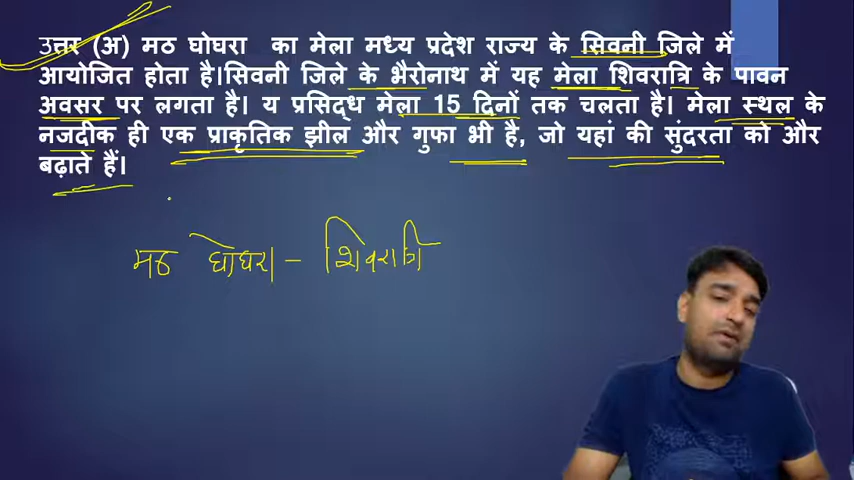 उत्तर (अ) मठ घोघरा का मेला मध्य प्रदेश राज्य के सिवनी जिले में
आयोजित होता है।सिवनी जिले के भैरोनाथ में यह मेला शिवरात्रि के पावन
अवसर पर लगता है। य प्रसिद्ध मेला 15 दिनों तक चलता है। मेला स्थल के
नजदीक ही एक प्राकृतिक झील और गुफा भी है, जो यहां की सुंदरता को और
बढ़ाते हैं।
मठ घोघरा – शिवरात्रि